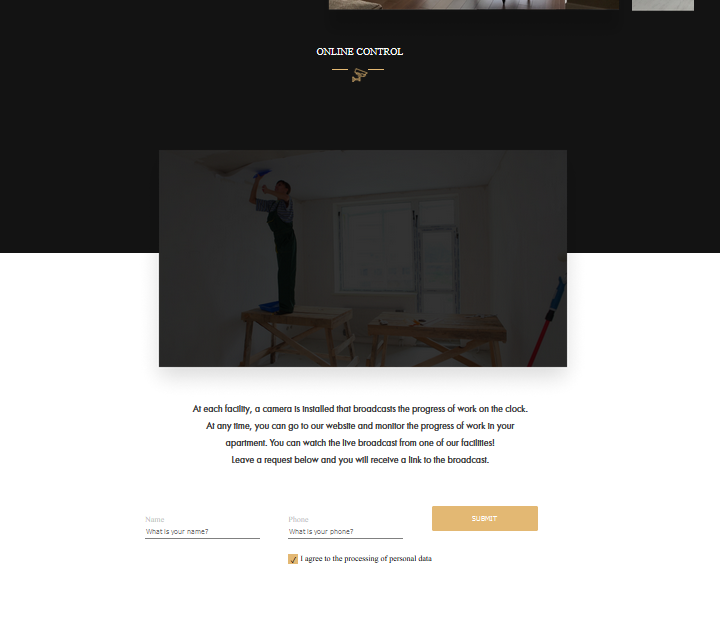 ONLINE CONTROL
At each facility, a camera is installed that broadcasts the progress of work on the clock.
At any time, you can go to our website and monitor the progress of work in your
apartment. You can watch the live broadcast from one of our facilities!
Leave a request below and you will receive a link to the broadcast.
Name
What is your name?
Phone
What is your phone?
SUBMIT
I agree to the processing of personal data